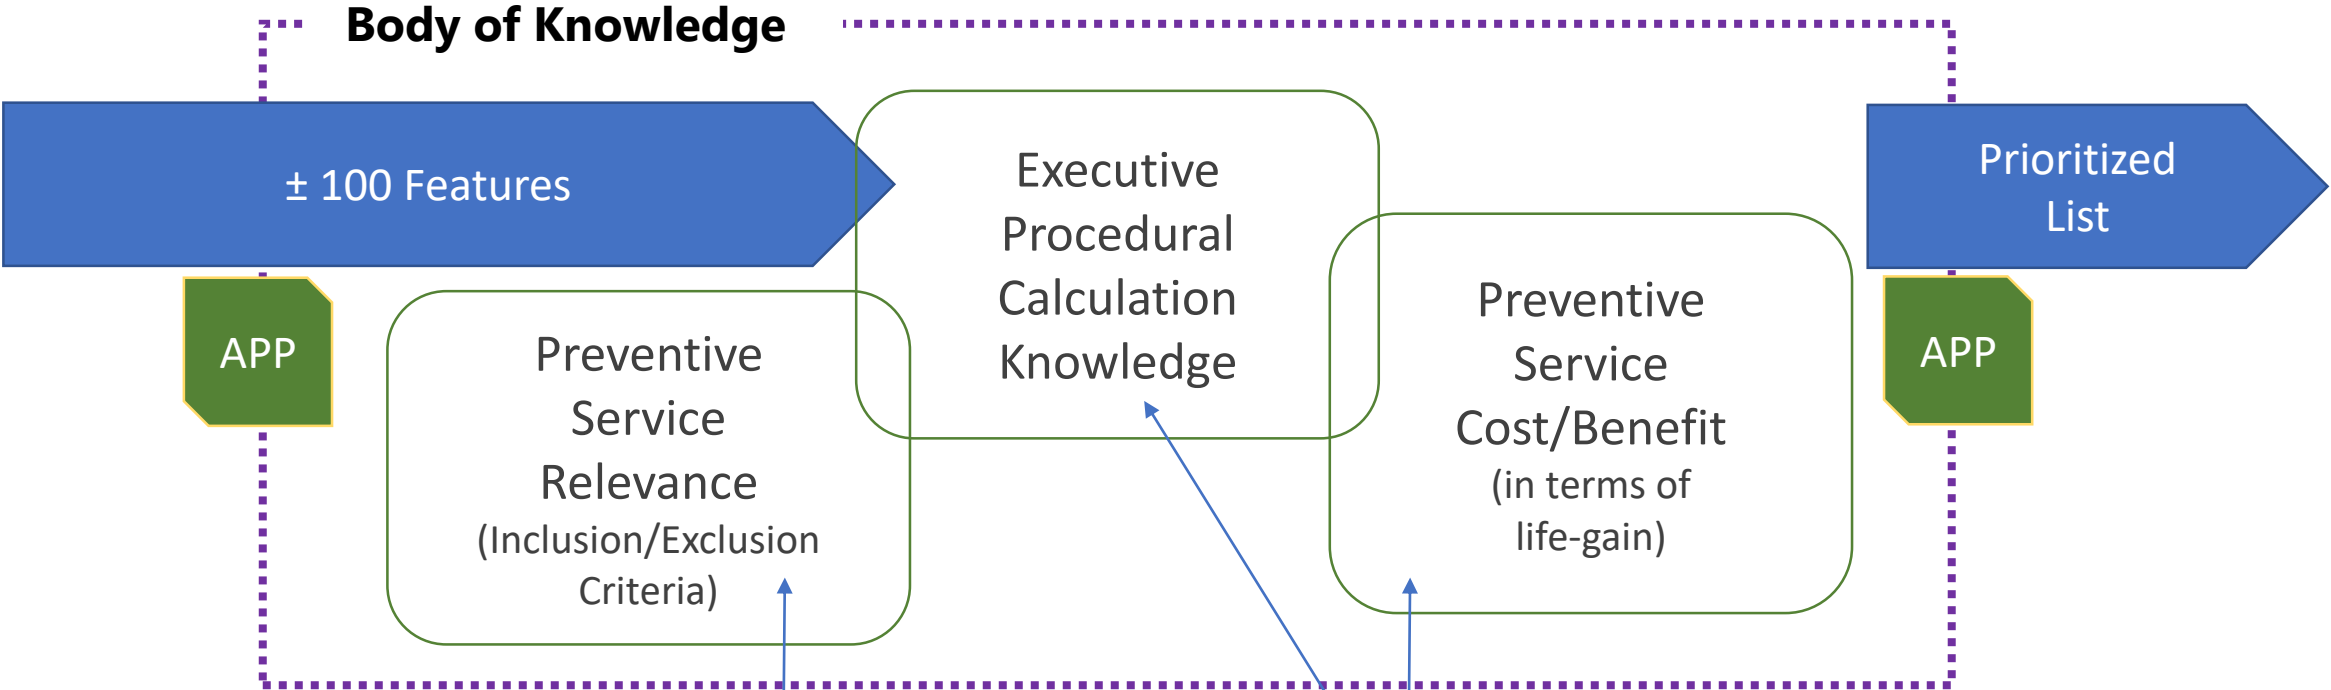 Body of Knowledge
± 100 Features
APP
Preventive
Service
Relevance
(Inclusion/Exclusion
Criteria)
Executive
Procedural
Calculation
Knowledge
Preventive
Service
Cost/Benefit
(in terms of
life-gain)
Prioritized
List
APP